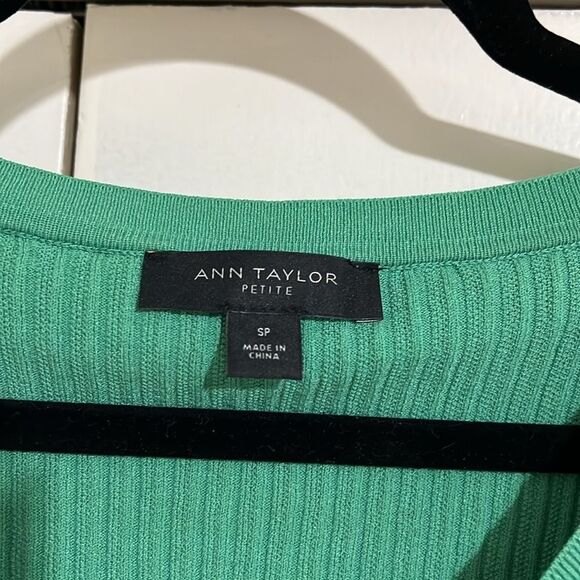 ANN TAYLOR
PETITE
SP
MADE IN
CHINA